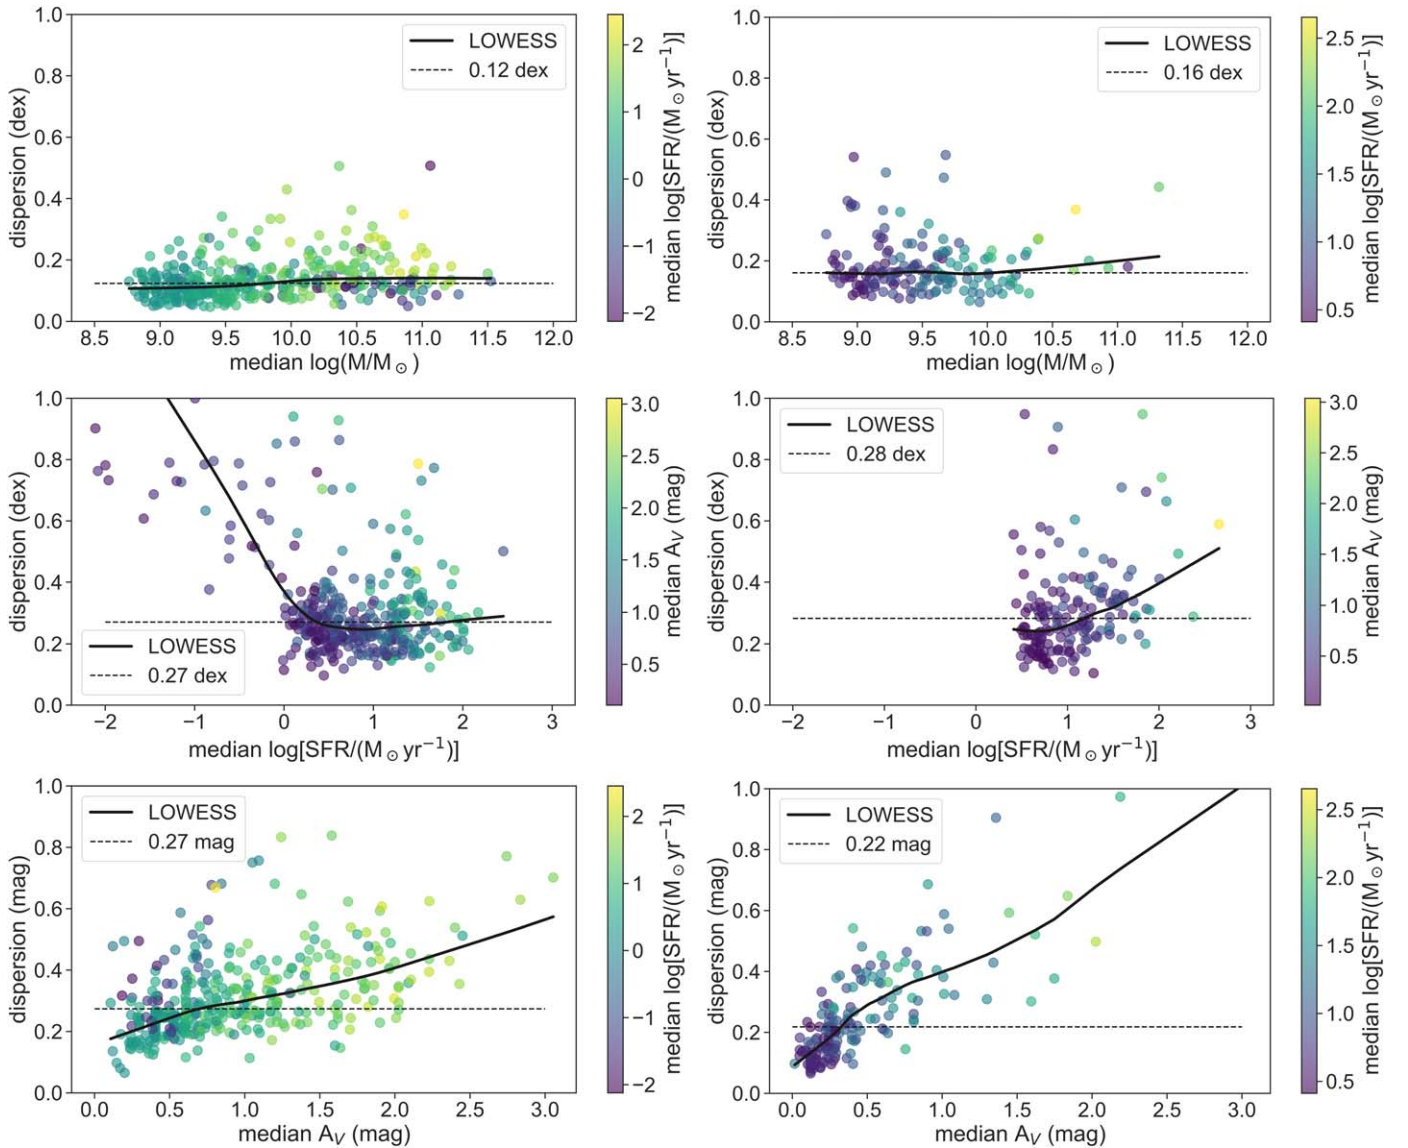 1.0
0.8
0.6
0.4
0.2
0.0
dispersion (dex)
LOWESS
0.12 dex
8.5 9.0 9.5 10.0 10.5 11.0 11.5 12.0
median log(M/M⊙)
2
1
0
−1
−2
median log[SFR/(M⊙yr⁻¹)]
1.0
0.8
0.6
0.4
0.2
0.0
dispersion (dex)
LOWESS
0.16 dex
8.5 9.0 9.5 10.0 10.5 11.0 11.5 12.0
median log(M/M⊙)
2.5
2.0
1.5
1.0
0.5
median log[SFR/(M⊙yr⁻¹)]
1.0
0.8
0.6
0.4
0.2
0.0
dispersion (dex)
LOWESS
0.27 dex
−2 −1 0 1 2 3
median log[SFR/(M⊙yr⁻¹)]
3.0
2.5
2.0
1.5
1.0
0.5
median A_V (mag)
1.0
0.8
0.6
0.4
0.2
0.0
dispersion (dex)
LOWESS
0.28 dex
−2 −1 0 1 2 3
median log[SFR/(M⊙yr⁻¹)]
3.0
2.5
2.0
1.5
1.0
0.5
median A_V (mag)
1.0
0.8
0.6
0.4
0.2
0.0
dispersion (mag)
LOWESS
0.27 mag
0.0 0.5 1.0 1.5 2.0 2.5 3.0
median A_V (mag)
2
1
0
−1
−2
median log[SFR/(M⊙yr⁻¹)]
1.0
0.8
0.6
0.4
0.2
0.0
dispersion (mag)
LOWESS
0.22 mag
0.0 0.5 1.0 1.5 2.0 2.5 3.0
median A_V (mag)
2.5
2.0
1.5
1.0
0.5
median log[SFR/(M⊙yr⁻¹)]